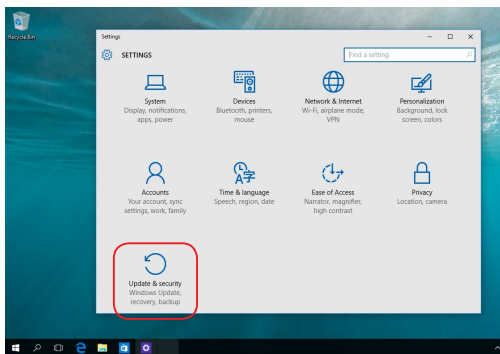 Recycle Bin
Settings
SETTINGS
Find a setting
System
Display, notifications,
apps, power
Devices
Bluetooth, printers,
mouse
Network & Internet
Wi-Fi, airplane mode,
VPN
Personalization
Background, lock
screen, colors
Accounts
Your account, sync
settings, work, family
A字
Time & language
Speech, region, date
Ease of Access
Narrator, magnifier,
high contrast
Privacy
Location, camera
Update & security
Windows Update,
recovery, backup